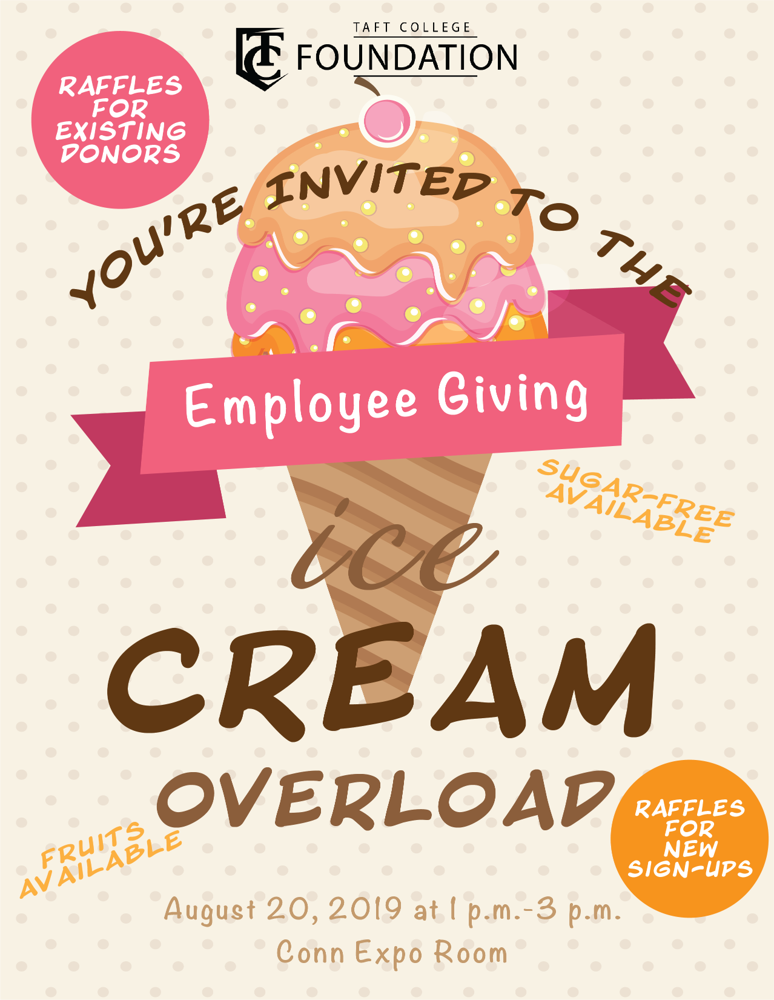 TC
TAFT COLLEGE
FOUNDATION
RAFFLES
FOR
EXISTING
DONORS
YOU'RE INVITED TO THE
Employee Giving
SUGAR-FREE
AVAILABLE
ice
CREAM
OVERLOAD
RAFFLES
FOR
NEW
SIGN-UPS
FRUITS
AVAILABLE
August 20, 2019 at 1 p.m.-3 p.m.
Conn Expo Room